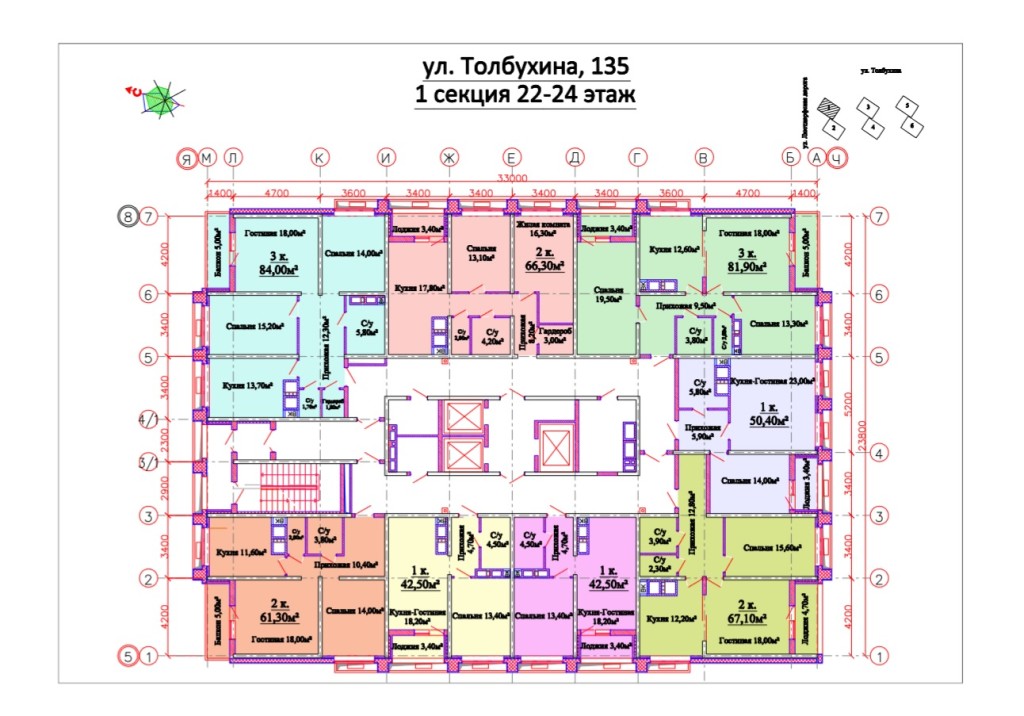 ул. Толбухина, 135
1 секция 22-24 этаж
С
ул. Толбухина
1
2
3
4
5
6
Я М Л К И Ж Е Д Г В Б А Ч
33000
1400 4700 3600 3400 3400 3400 3400 3600 4700 1400
8 7
6
5
4/1
3/1
3
2
5 1
4200
3400
3400
2300
2900
3400
4200
7
6
5
4
3
2
1
4200
3400
5200
3400
3400
4200
23800
Балкон 5,00м²
Гостиная 18,00м²
3 к.
84,00м²
Спальня 14,00м²
Спальня 15,20м²
Прихожая 12,30м²
С/у
5,80м²
Кухня 13,70м²
С/у
1,70м²
Гардероб
Лоджия 3,40м²
Кухня 17,80м²
Спальня
13,10м²
Жилая комната
16,30м²
2 к.
66,30м²
С/у
С/у
4,20м²
Прихожая
8,20м²
Гардероб
3,00м²
Лоджия 3,40м²
Спальня
19,50м²
Кухня 12,60м²
Гостиная 18,00м²
3 к.
81,90м²
Балкон 5,00м²
Прихожая 9,50м²
С/у
3,80м²
Спальня 13,30м²
С/у
5,80м²
Кухня-Гостиная 23,00м²
1 к.
50,40м²
Прихожая
5,90м²
Спальня 14,00м²
Лоджия 3,40м²
Кухня 11,60м²
С/у
С/у
3,80м²
Прихожая 10,40м²
2 к.
61,30м²
Гостиная 18,00м²
Балкон 5,00м²
Спальня 14,00м²
Прихожая
4,70м²
С/у
4,50м²
1 к.
42,50м²
Кухня-Гостиная
18,20м²
Спальня 13,40м²
Лоджия 3,40м²
С/у
4,50м²
Прихожая
4,70м²
1 к.
42,50м²
Спальня 13,40м²
Кухня-Гостиная
18,20м²
Лоджия 3,40м²
С/у
3,90м²
С/у
2,30м²
Прихожая 12,80м²
Спальня 15,60м²
Кухня 12,20м²
2 к.
67,10м²
Гостиная 18,00м²
Лоджия 4,70м²